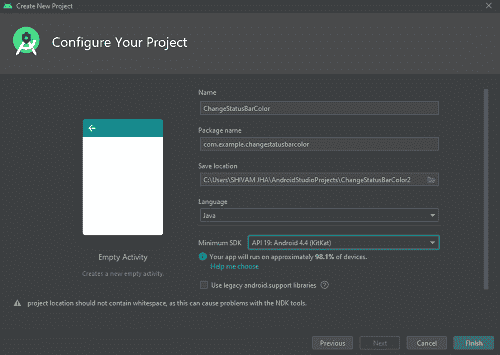 Create New Project
Configure Your Project
Name
ChangeStatusBarColor
Package name
com.example.changestatusbarcolor
Save location
C:\Users\SHIVAM JHA\AndroidStudioProjects\ChangeStatusBarColor2
Language
Java
Minimum SDK
API 19: Android 4.4 (KitKat)
Your app will run on approximately 98.1% of devices.
Help me choose
Use legacy android.support libraries
Empty Activity
Creates a new empty activity
project location should not contain whitespace, as this can cause problems with the NDK tools.
Previous
Next
Cancel
Finish